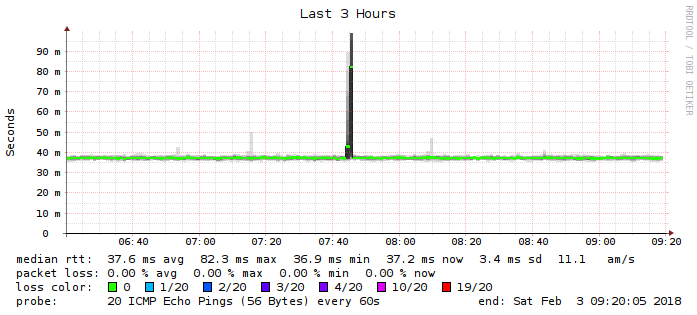 Last 3 Hours
RRDTOOL / TOBI OETIKER
Seconds
90 m
80 m
70 m
60 m
50 m
40 m
30 m
20 m
10 m
0
06:40 07:00 07:20 07:40 08:00 08:20 08:40 09:00 09:20
median rtt: 37.6 ms avg 82.3 ms max 36.9 ms min 37.2 ms now 3.4 ms sd 11.1 am/s
packet loss: 0.00 % avg 0.00 % max 0.00 % min 0.00 % now
loss color: 0 1/20 2/20 3/20 4/20 10/20 19/20
probe: 20 ICMP Echo Pings (56 Bytes) every 60s end: Sat Feb 3 09:20:05 2018